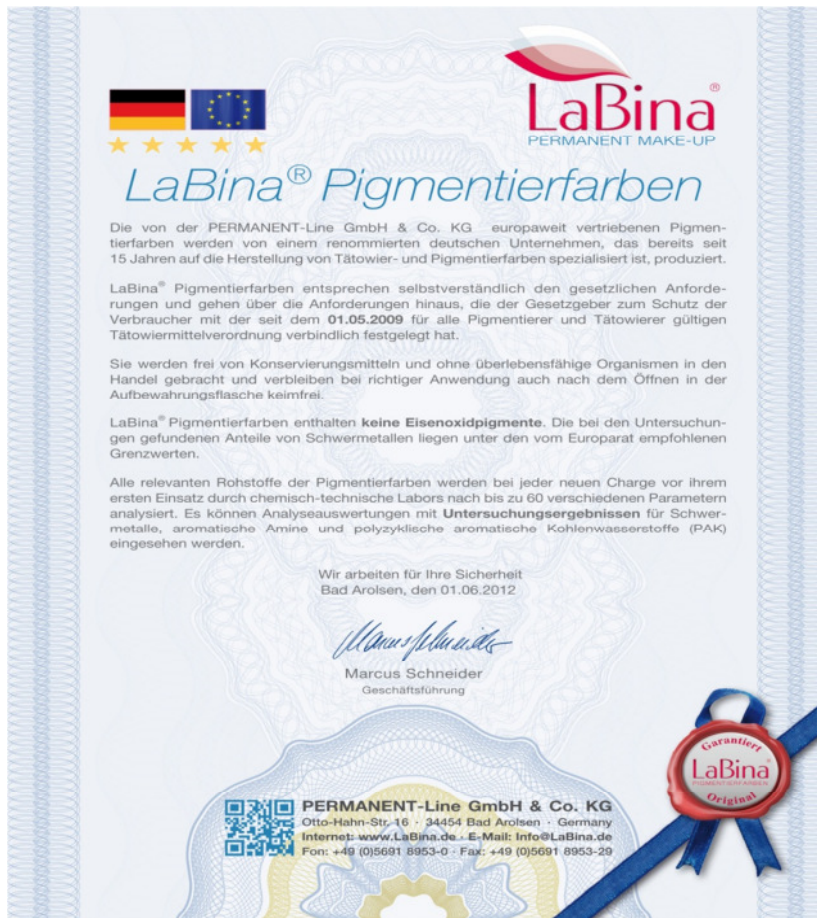 LaBina®
PERMANENT MAKE-UP
LaBina® Pigmentierfarben
Die von der PERMANENT-Line GmbH & Co. KG europaweit vertriebenen Pigmen-
tierfarben werden von einem renommierten deutschen Unternehmen, das bereits seit
15 Jahren auf die Herstellung von Tätowier- und Pigmentierfarben spezialisiert ist, produziert.
LaBina® Pigmentierfarben entsprechen selbstverständlich den gesetzlichen Anforde-
rungen und gehen über die Anforderungen hinaus, die der Gesetzgeber zum Schutz der
Verbraucher mit der seit dem 01.05.2009 für alle Pigmentierer und Tätowierer gültigen
Tätowiermittelverordnung verbindlich festgelegt hat.
Sie werden frei von Konservierungsmitteln und ohne überlebensfähige Organismen in den
Handel gebracht und verbleiben bei richtiger Anwendung auch nach dem Öffnen in der
Aufbewahrungsflasche keimfrei.
LaBina® Pigmentierfarben enthalten keine Eisenoxidpigmente. Die bei den Untersuchun-
gen gefundenen Anteile von Schwermetallen liegen unter den vom Europarat empfohlenen
Grenzwerten.
Alle relevanten Rohstoffe der Pigmentierfarben werden bei jeder neuen Charge vor ihrem
ersten Einsatz durch chemisch-technische Labors nach bis zu 60 verschiedenen Parametern
analysiert. Es können Analyseauswertungen mit Untersuchungsergebnissen für Schwer-
metalle, aromatische Amine und polyzyklische aromatische Kohlenwasserstoffe (PAK)
eingesehen werden.
Wir arbeiten für Ihre Sicherheit
Bad Arolsen, den 01.06.2012
Marcus Schneider
Marcus Schneider
Geschäftsführung
Garantiert
LaBina®
PIGMENTIERFARBEN
Original
PERMANENT-Line GmbH & Co. KG
Otto-Hahn-Str. 16 · 34454 Bad Arolsen · Germany
Internet: www.LaBina.de · E-Mail: Info@LaBina.de
Fon: +49 (0)5691 8953-0 · Fax: +49 (0)5691 8953-29